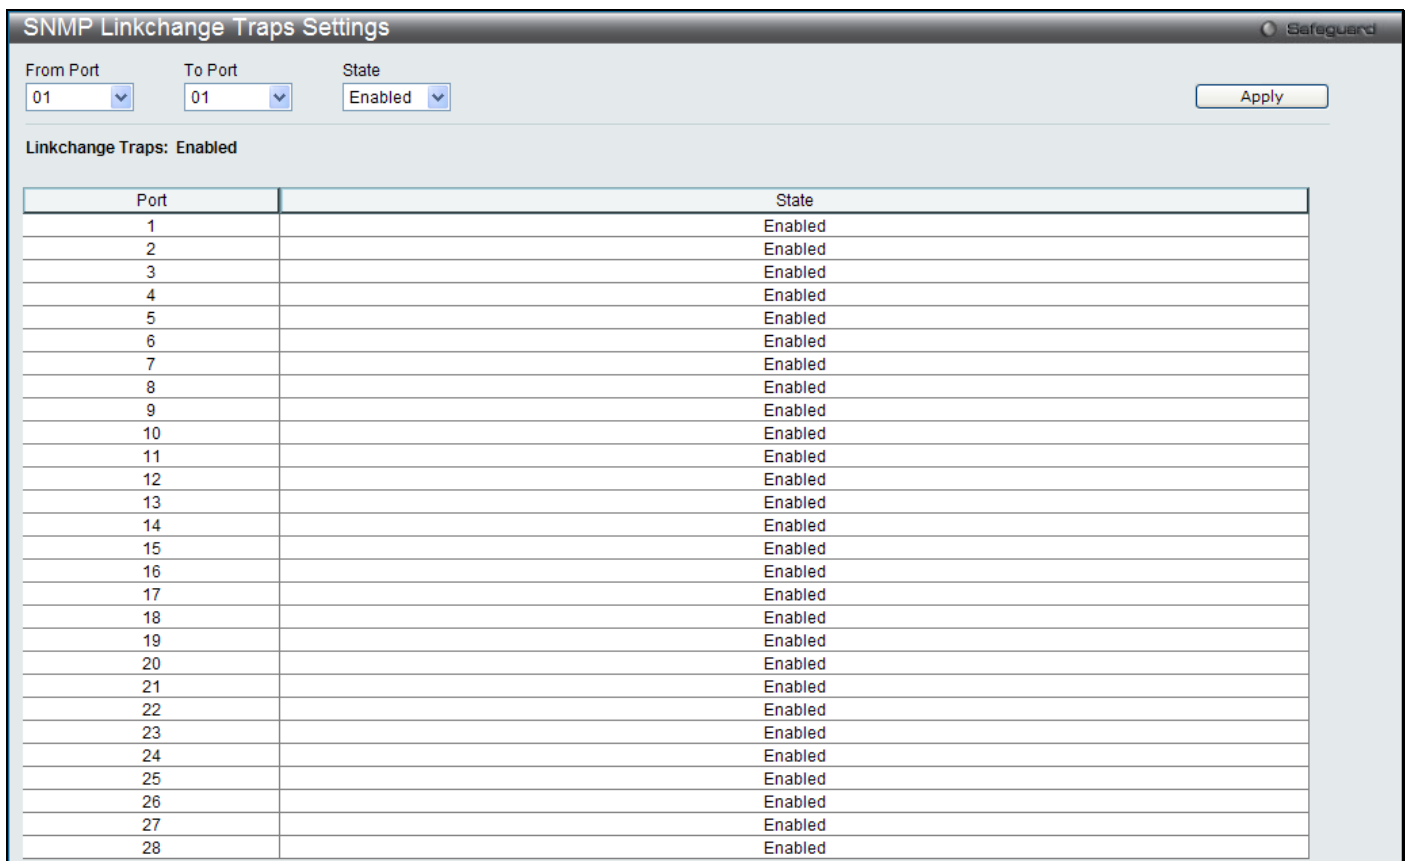 SNMP Linkchange Traps Settings
Safeguard
From Port To Port State
01 01 Enabled Apply
Linkchange Traps: Enabled
Port State
1 Enabled
2 Enabled
3 Enabled
4 Enabled
5 Enabled
6 Enabled
7 Enabled
8 Enabled
9 Enabled
10 Enabled
11 Enabled
12 Enabled
13 Enabled
14 Enabled
15 Enabled
16 Enabled
17 Enabled
18 Enabled
19 Enabled
20 Enabled
21 Enabled
22 Enabled
23 Enabled
24 Enabled
25 Enabled
26 Enabled
27 Enabled
28 Enabled